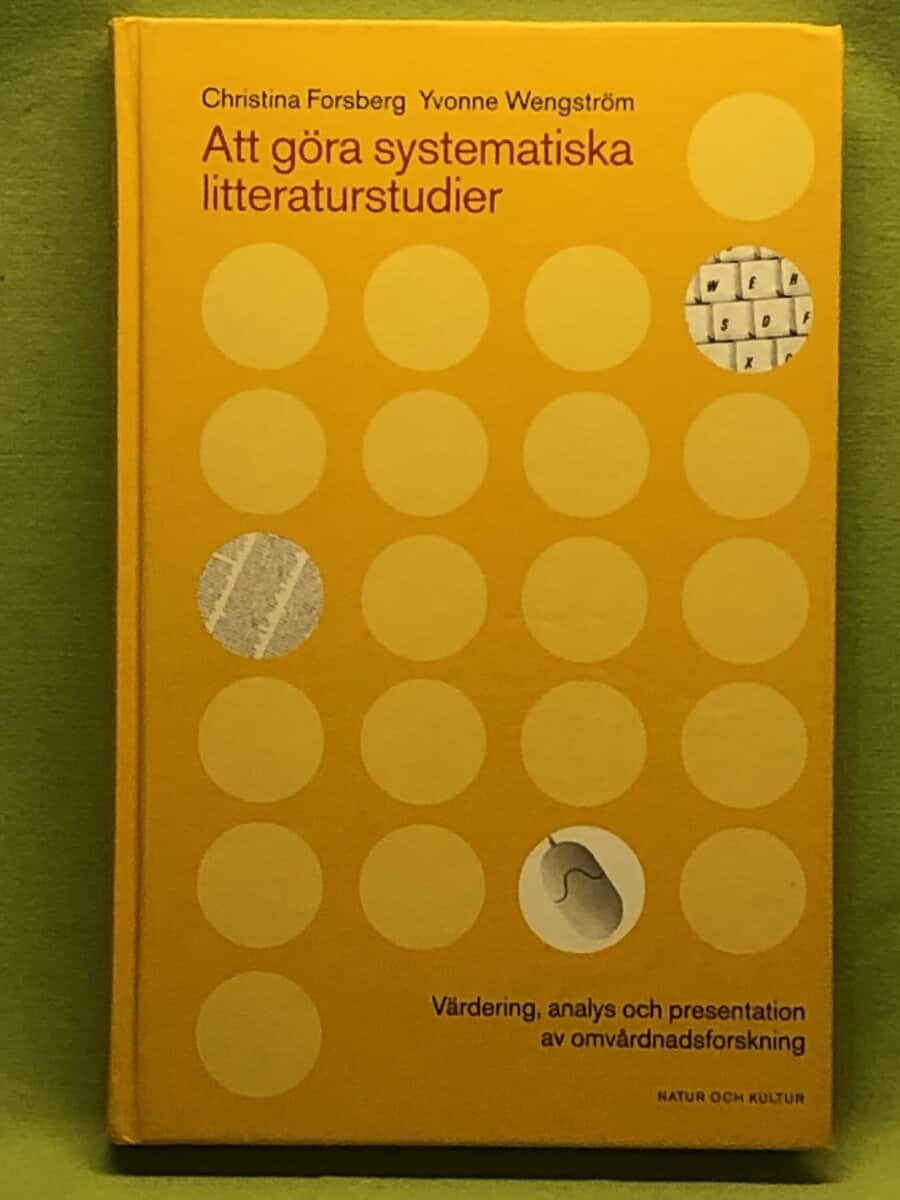 Christina Forsberg Yvonne Wengström
Att göra systematiska
litteraturstudier
W E R
S D F
X C
Värdering, analys och presentation
av omvårdnadsforskning
NATUR OCH KULTUR